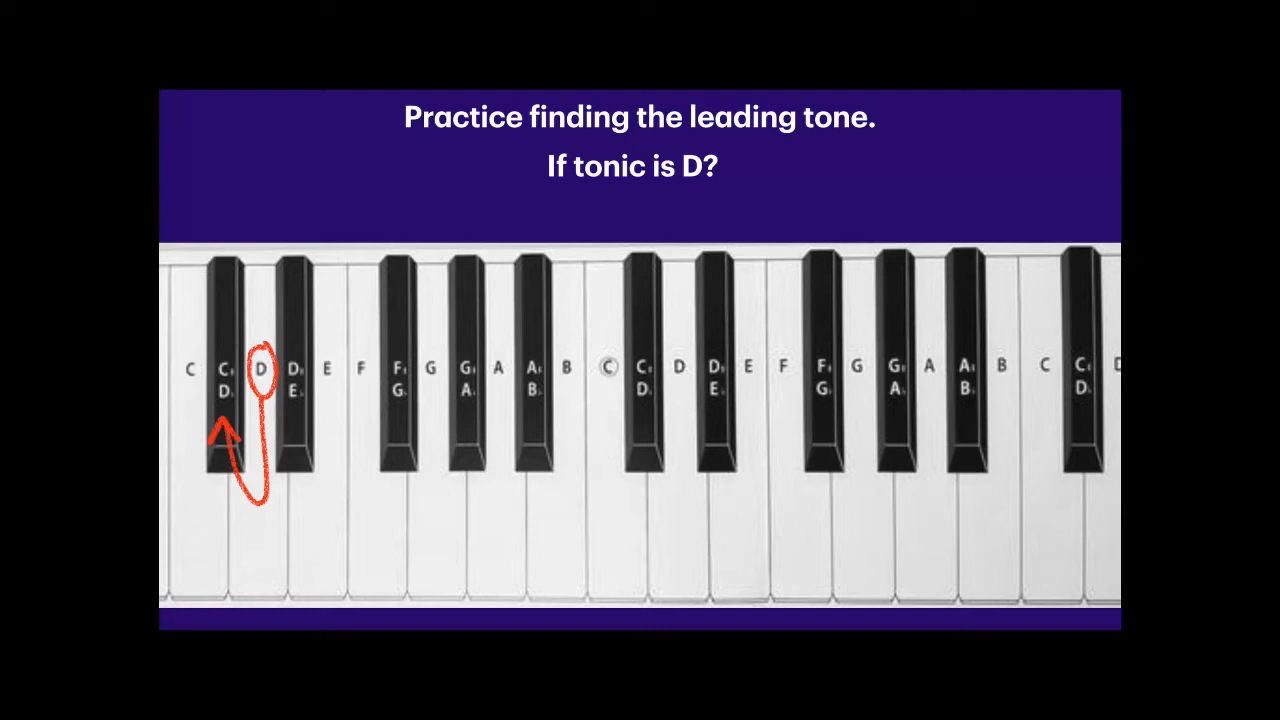 Practice finding the leading tone.
If tonic is D?
C C♯ D D♯ E F F♯ G G♯ A A♯ B C C♯ D D♯ E F F♯ G G♯ A A♯ B C C♯ D
D♭ E♭ G♭ A♭ B♭ D♭ E♭ G♭ A♭ B♭ D♭